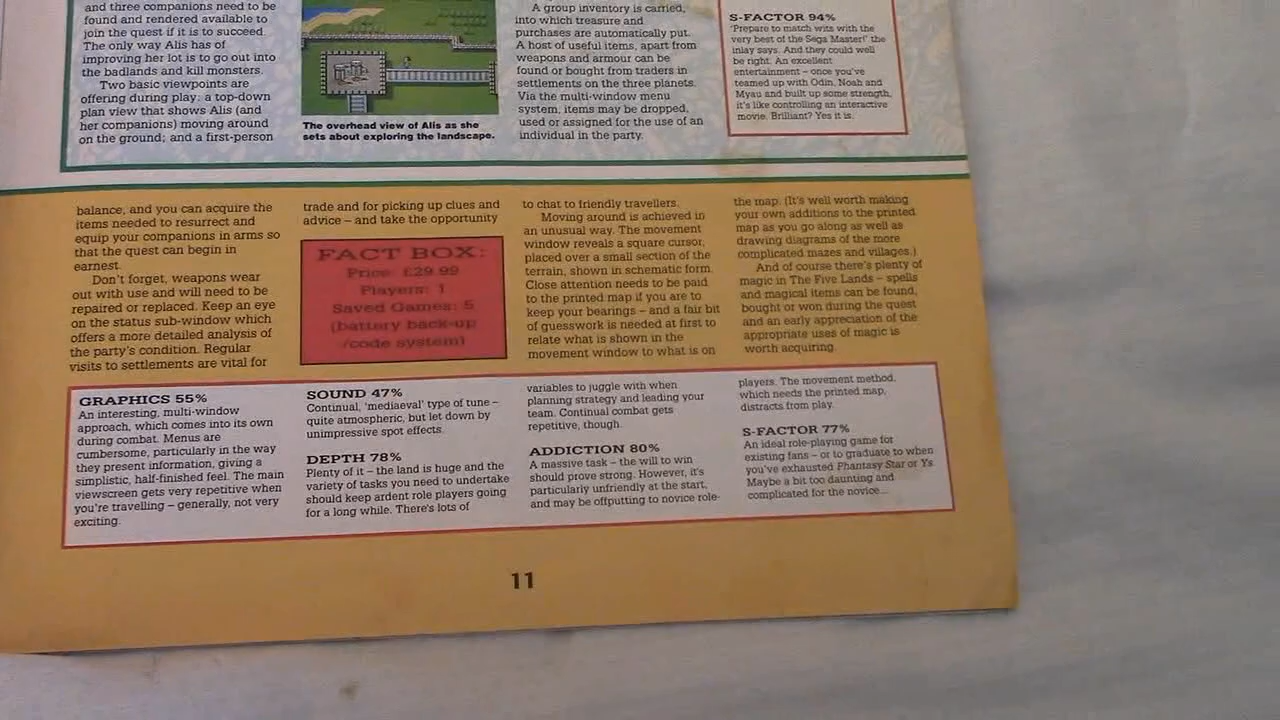 and three companions need to be
found and rendered available to
join the quest if it is to succeed.
The only way Alis has of
improving her lot is to go out into
the badlands and kill monsters.
Two basic viewpoints are
offering during play: a top-down
plan view that shows Alis (and
her companions) moving around
on the ground; and a first-person
The overhead view of Alis as she
sets about exploring the landscape.
A group inventory is carried,
into which treasure and
purchases are automatically put.
A host of useful items, apart from
weapons and armour can be
found or bought from traders in
settlements on the three planets.
Via the multi-window menu
system, items may be dropped,
used or assigned for the use of an
individual in the party.
S-FACTOR 94%
'Prepare to match wits with the
very best of the Sega Master!' the
inlay says. And they could well
be right. An excellent
entertainment – once you've
teamed up with Odin, Noah and
Myau and built up some strength,
it's like controlling an interactive
movie. Brilliant? Yes it is.
balance, and you can acquire the
items needed to resurrect and
equip your companions in arms so
that the quest can begin in
earnest.
Don't forget, weapons wear
out with use and will need to be
repaired or replaced. Keep an eye
on the status sub-window which
offers a more detailed analysis of
the party's condition. Regular
visits to settlements are vital for
trade and for picking up clues and
advice – and take the opportunity
FACT BOX:
Price: £29.99
Players: 1
Saved Games: 5
(battery back-up
/code system)
to chat to friendly travellers.
Moving around is achieved in
an unusual way. The movement
window reveals a square cursor,
placed over a small section of the
terrain, shown in schematic form.
Close attention needs to be paid
to the printed map if you are to
keep your bearings – and a fair bit
of guesswork is needed at first to
relate what is shown in the
movement window to what is on
the map. (It's well worth making
your own additions to the printed
map as you go along as well as
drawing diagrams of the more
complicated mazes and villages.)
And of course there's plenty of
magic in The Five Lands – spells
and magical items can be found,
bought or won during the quest
and an early appreciation of the
appropriate uses of magic is
worth acquiring.
GRAPHICS 55%
An interesting, multi-window
approach, which comes into its own
during combat. Menus are
cumbersome, particularly in the way
they present information, giving a
simplistic, half-finished feel. The main
viewscreen gets very repetitive when
you're travelling – generally, not very
exciting.
SOUND 47%
Continual, 'mediaeval' type of tune –
quite atmospheric, but let down by
unimpressive spot effects.
DEPTH 78%
Plenty of it – the land is huge and the
variety of tasks you need to undertake
should keep ardent role players going
for a long while. There's lots of
variables to juggle with when
planning strategy and leading your
team. Continual combat gets
repetitive, though.
ADDICTION 80%
A massive task – the will to win
should prove strong. However, it's
particularly unfriendly at the start,
and may be offputting to novice role-
players. The movement method,
which needs the printed map,
distracts from play.
S-FACTOR 77%
An ideal role-playing game for
existing fans – or to graduate to when
you've exhausted Phantasy Star or Ys.
Maybe a bit too daunting and
complicated for the novice...
11